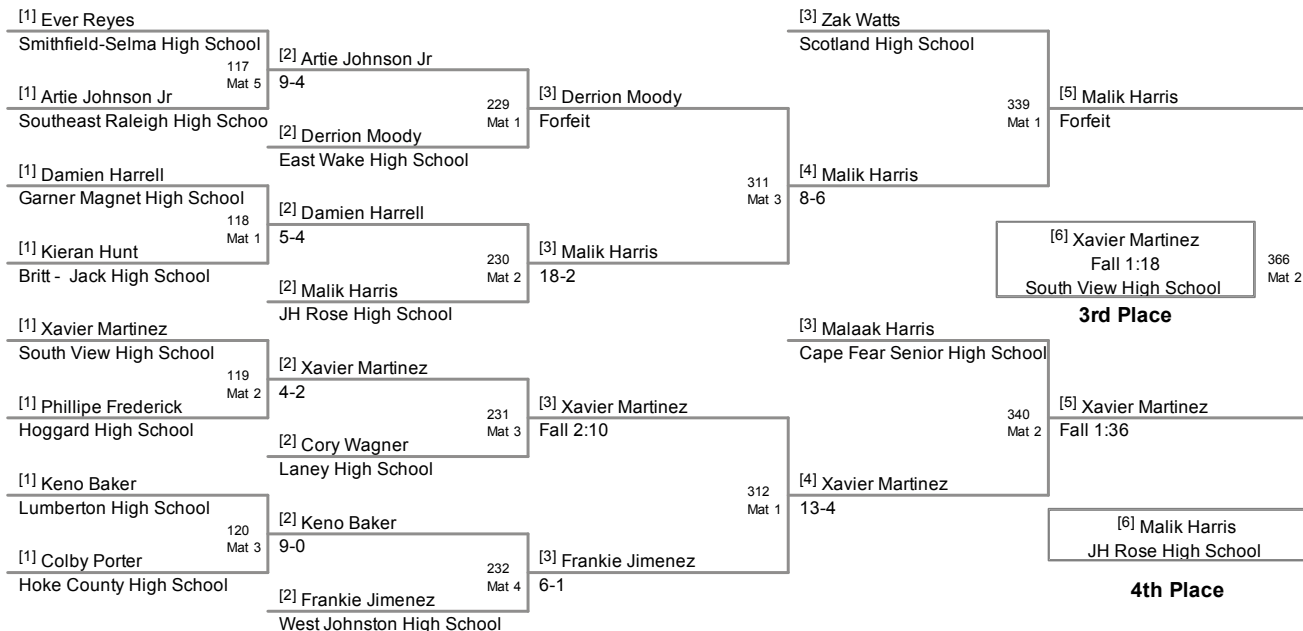 [1] Ever Reyes
Smithfield-Selma High School
117
Mat 5
[1] Artie Johnson Jr
Southeast Raleigh High Schoo
[1] Damien Harrell
Garner Magnet High School
118
Mat 1
[1] Kieran Hunt
Britt - Jack High School
[1] Xavier Martinez
South View High School
119
Mat 2
[1] Phillipe Frederick
Hoggard High School
[1] Keno Baker
Lumberton High School
120
Mat 3
[1] Colby Porter
Hoke County High School
[2] Artie Johnson Jr
9-4
229
Mat 1
[2] Derrion Moody
East Wake High School
[2] Damien Harrell
5-4
230
Mat 2
[2] Malik Harris
JH Rose High School
[2] Xavier Martinez
4-2
231
Mat 3
[2] Cory Wagner
Laney High School
[2] Keno Baker
9-0
232
Mat 4
[2] Frankie Jimenez
West Johnston High School
[3] Derrion Moody
Forfeit
311
Mat 3
[3] Malik Harris
18-2
[3] Xavier Martinez
Fall 2:10
312
Mat 1
[3] Frankie Jimenez
6-1
[3] Zak Watts
Scotland High School
339
Mat 1
[4] Malik Harris
8-6
[3] Malaak Harris
Cape Fear Senior High School
340
Mat 2
[4] Xavier Martinez
13-4
[5] Malik Harris
Forfeit
[6] Xavier Martinez
Fall 1:18
South View High School
366
Mat 2
3rd Place
[5] Xavier Martinez
Fall 1:36
[6] Malik Harris
JH Rose High School
4th Place